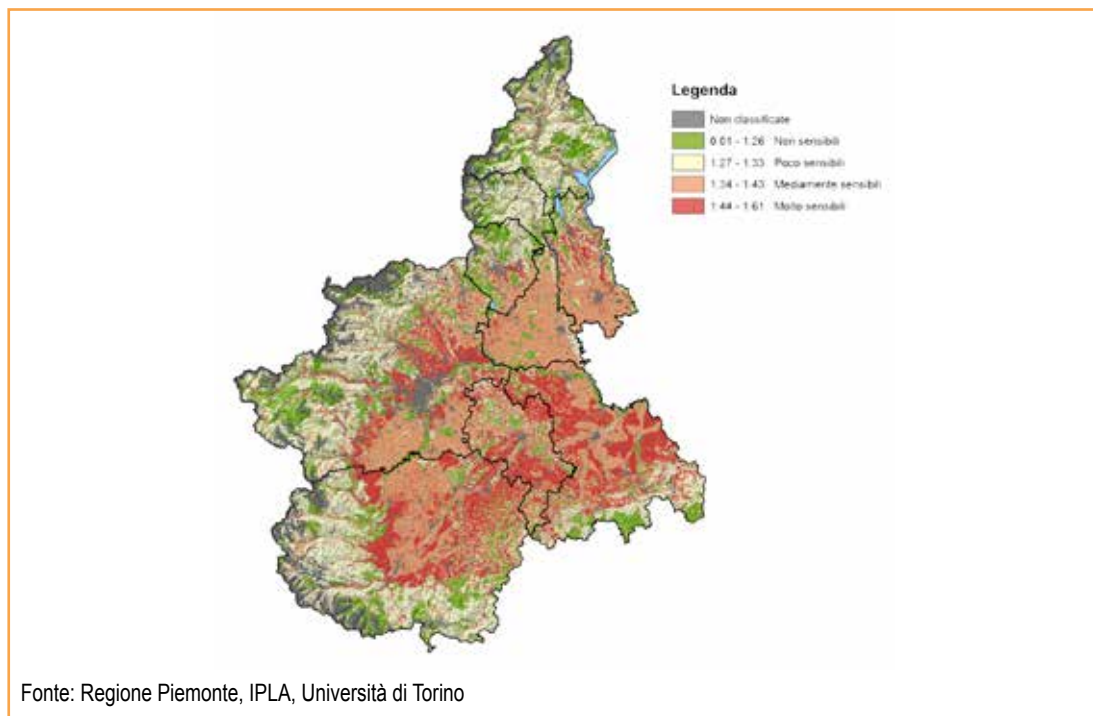 Legenda
Non classificate
0.01 - 1.26 Non sensibili
1.27 - 1.33 Poco sensibili
1.34 - 1.43 Mediamente sensibili
1.44 - 1.61 Molto sensibili
Fonte: Regione Piemonte, IPLA, Università di Torino